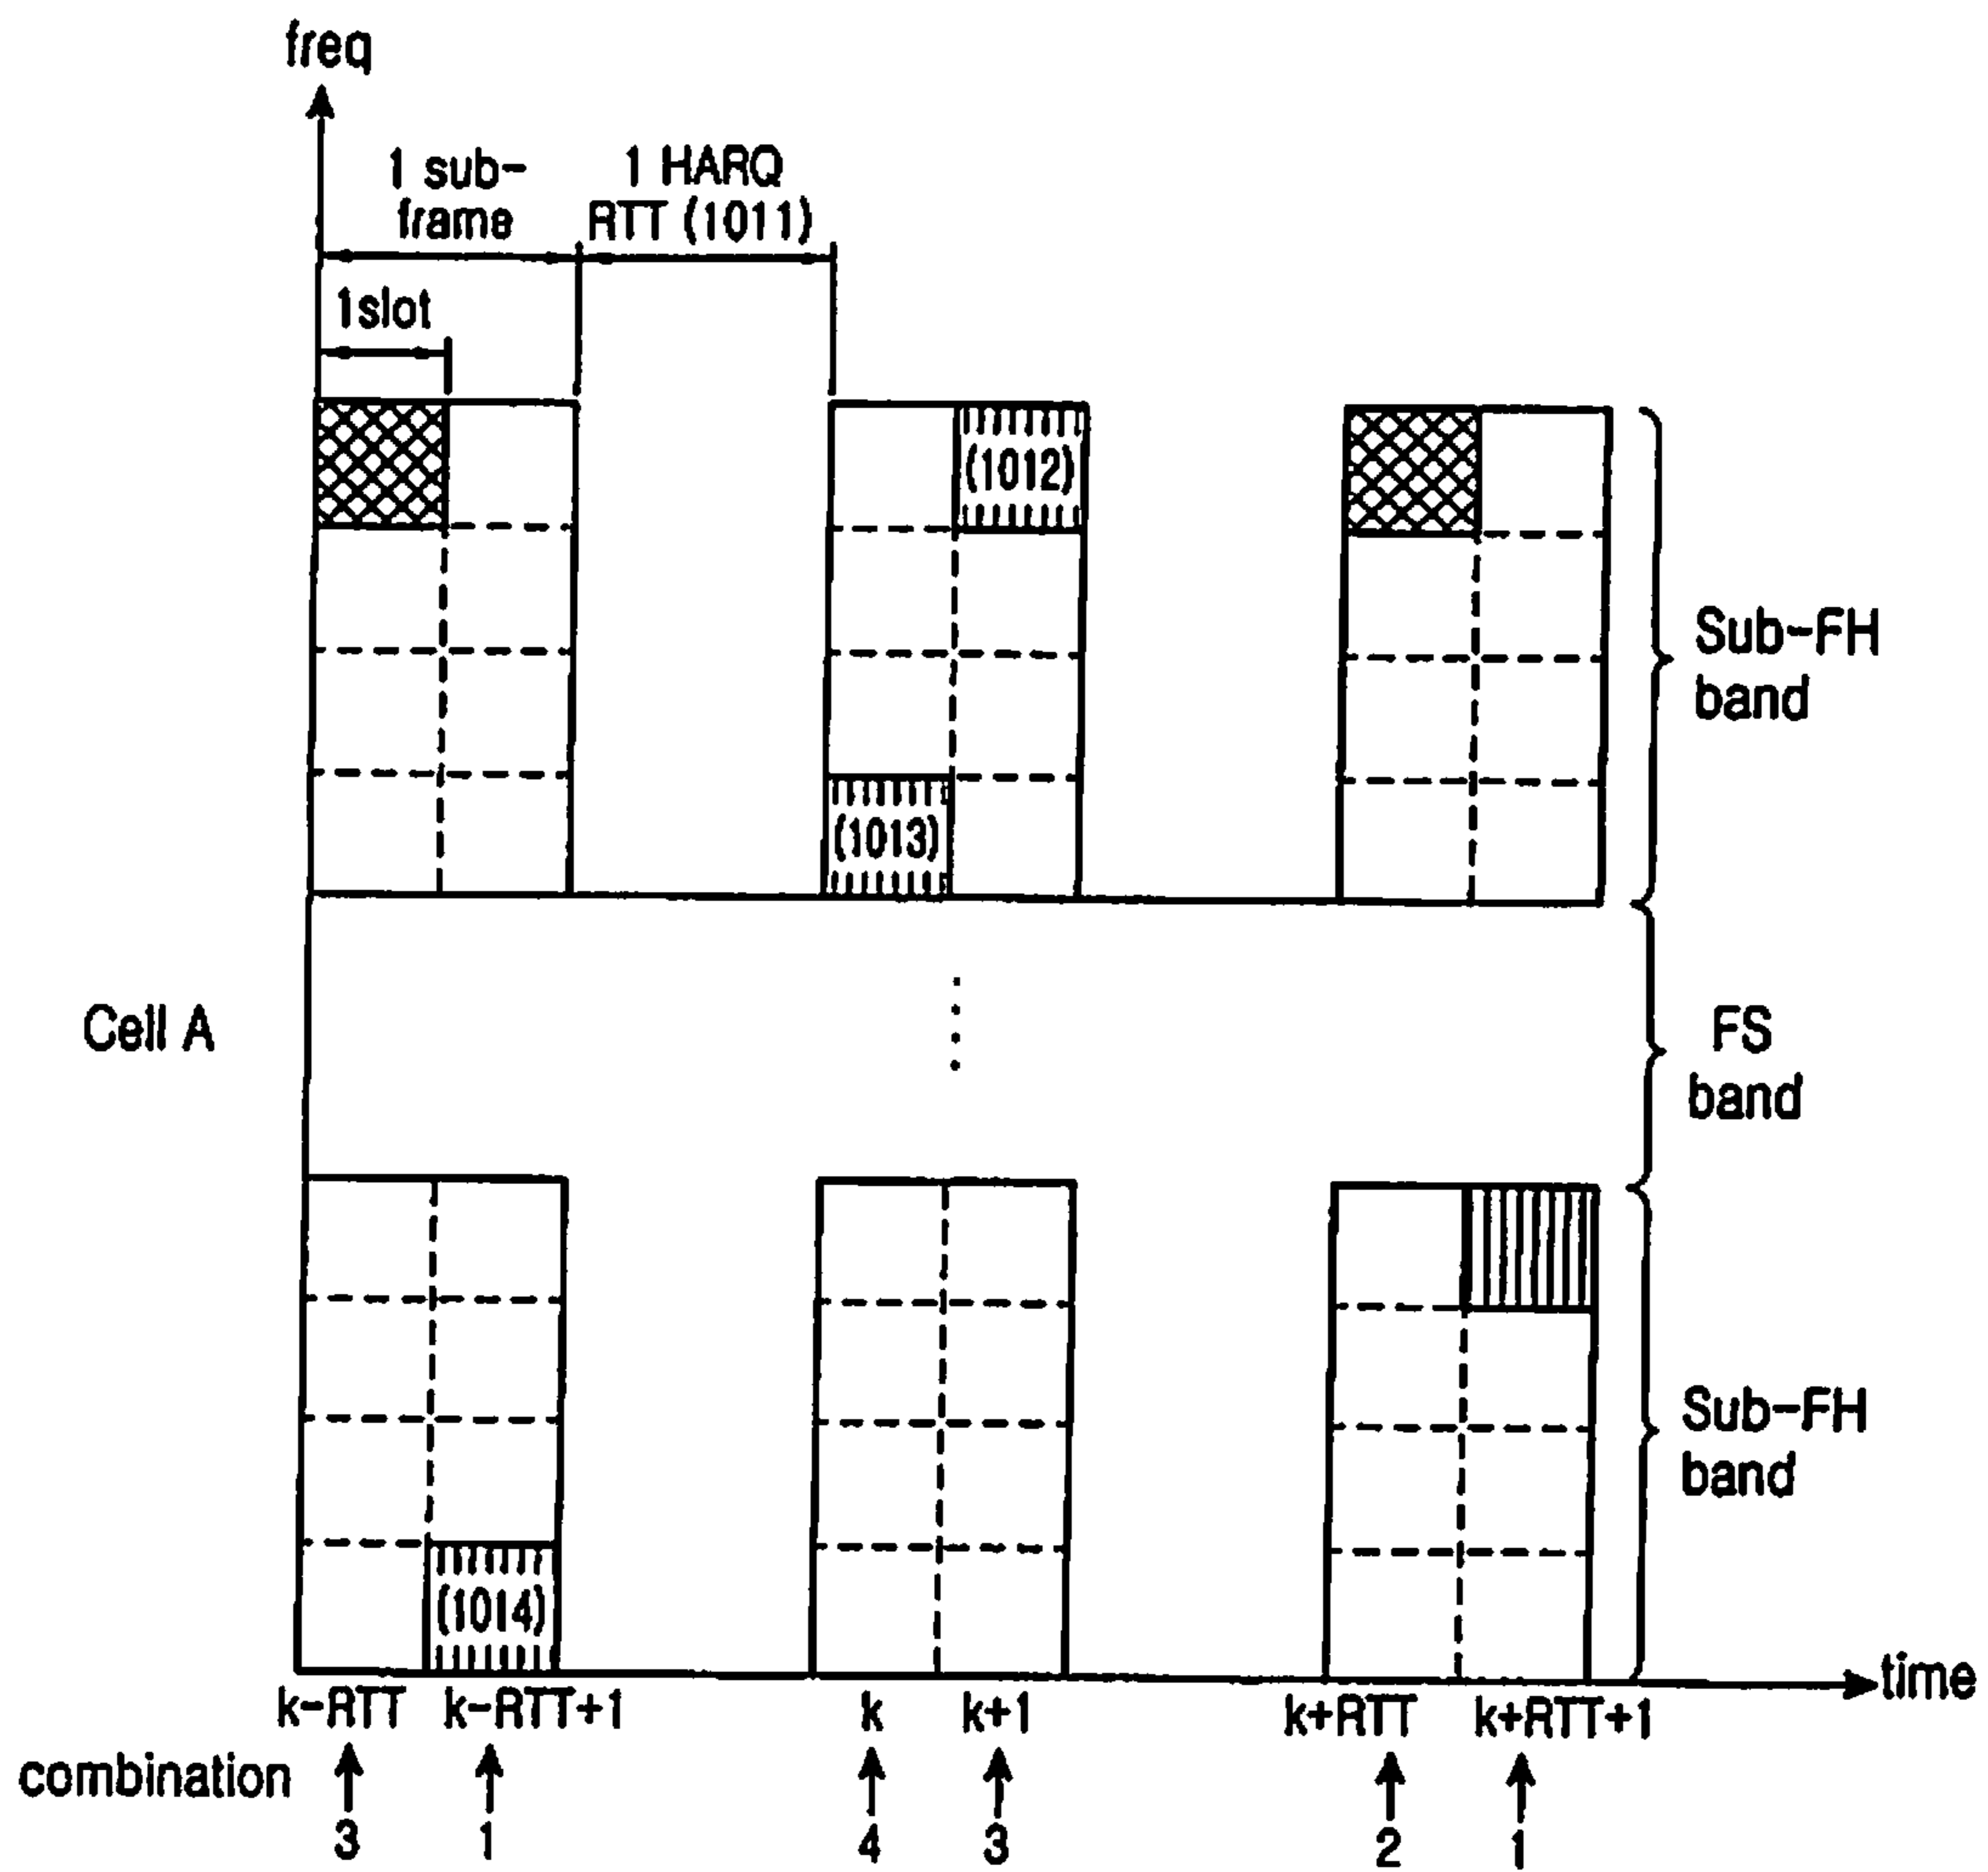 freq
1 sub-
frame
1 HARQ
RTT (1011)
1slot
(1012)
(1013)
Sub-FH
band
Cell A
FS
band
(1014)
Sub-FH
band
time
k-RTT k-RTT+1 k k+1 k+RTT k+RTT+1
combination
3 1 4 3 2 1